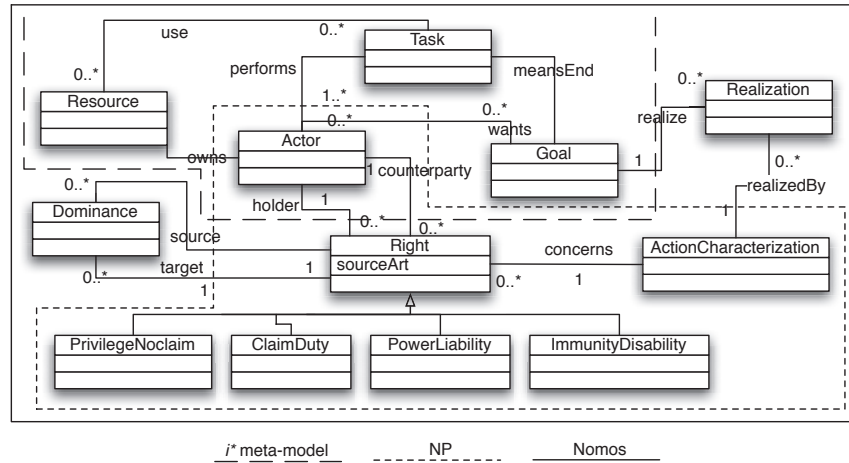 use
0..*
Task
performs
meansEnd
0..*
0..*
Realization
Resource
1..*
0..*
realize
Actor
0..*
wants
Goal
owns
1
counterparty
1
0..*
realizedBy
0..*
holder
1
Dominance
1
source
0..*
0..*
Right
sourceArt
concerns
ActionCharacterization
target
1
0..*
1
0..*
1
PrivilegeNoclaim
ClaimDuty
PowerLiability
ImmunityDisability
i* meta-model
NP
Nomos